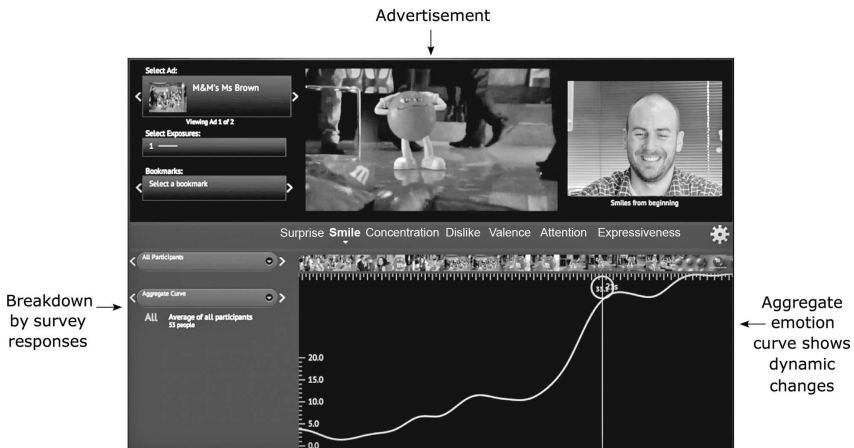 Advertisement
Select Ad:
M&M's Ms Brown
Viewing Ad 1 of 2
Select Exposures:
1
Bookmarks:
Select a bookmark
Smiles from beginning
Surprise Smile Concentration Dislike Valence Attention Expressiveness
All Participants
Aggregate Curve
All Average of all participants
53 people
Breakdown
by survey
responses
Aggregate
emotion
curve shows
dynamic
changes
20.0
15.0
10.0
5.0
0.0